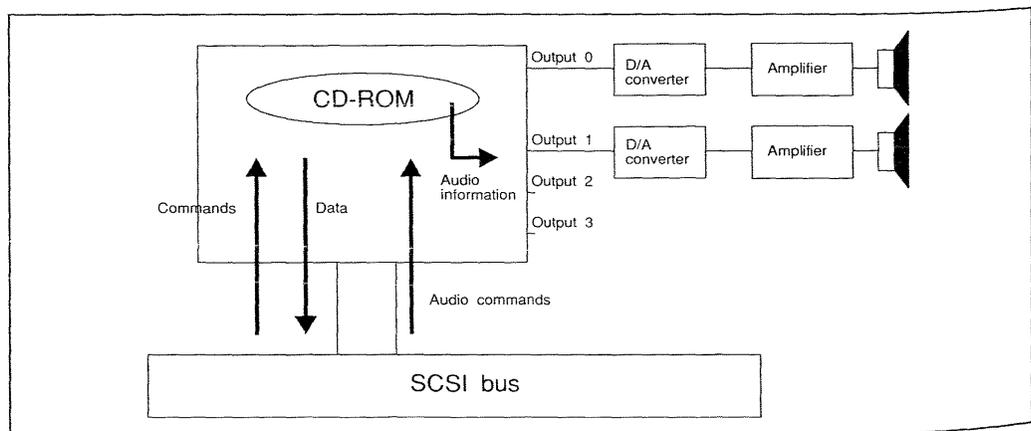 Output 0
D/A
converter
Amplifier
CD-ROM
Output 1
D/A
converter
Amplifier
Audio
information
Output 2
Commands
Data
Output 3
Audio commands
SCSI bus